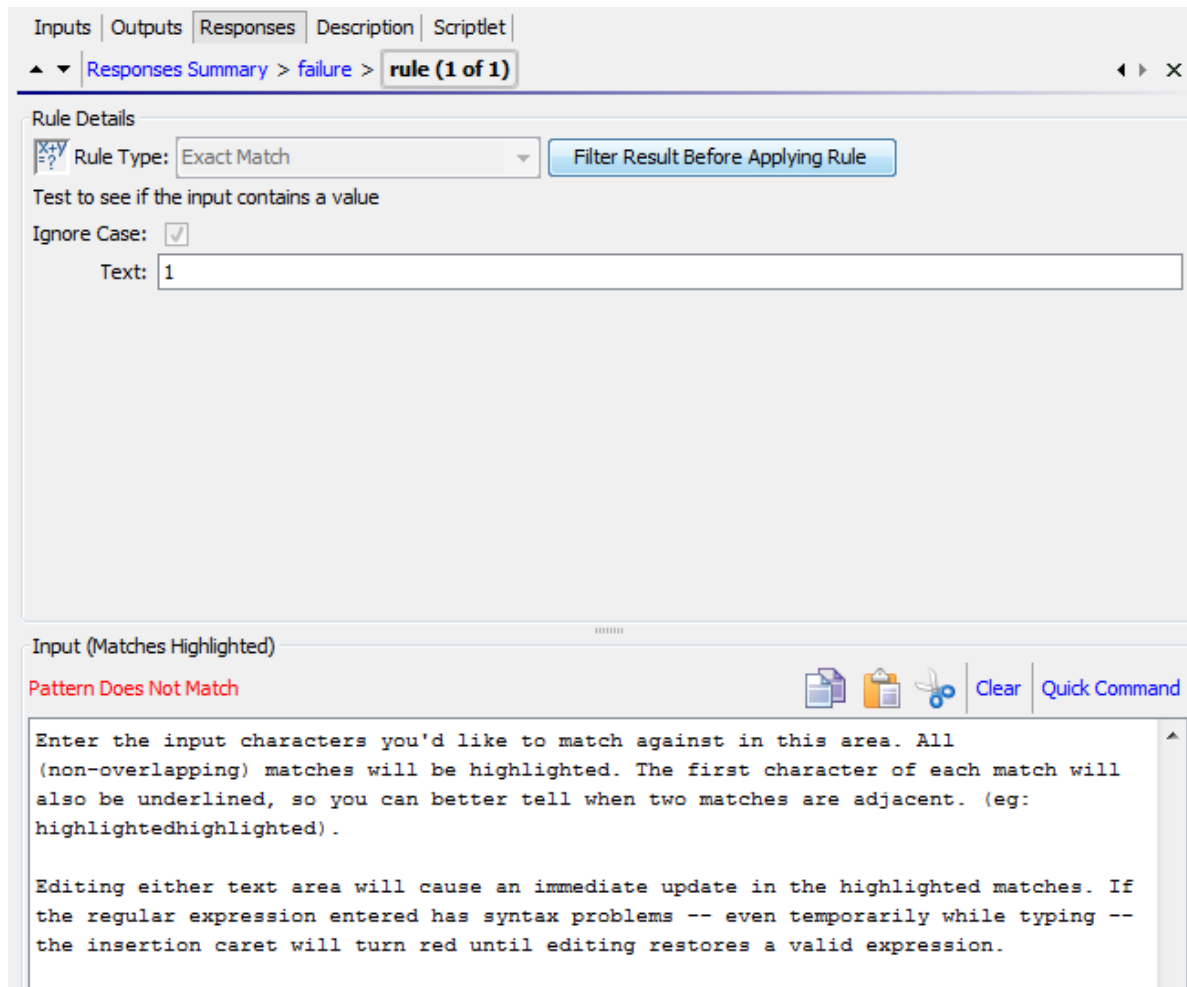 Inputs Outputs Responses Description Scriptlet
Responses Summary > failure > rule (1 of 1)
Rule Details
X+Y =? Rule Type: Exact Match Filter Result Before Applying Rule
Test to see if the input contains a value
Ignore Case:
Text: 1
Input (Matches Highlighted)
Pattern Does Not Match Clear Quick Command
Enter the input characters you'd like to match against in this area. All
(non-overlapping) matches will be highlighted. The first character of each match will
also be underlined, so you can better tell when two matches are adjacent. (eg:
highlightedhighlighted).
Editing either text area will cause an immediate update in the highlighted matches. If
the regular expression entered has syntax problems -- even temporarily while typing --
the insertion caret will turn red until editing restores a valid expression.